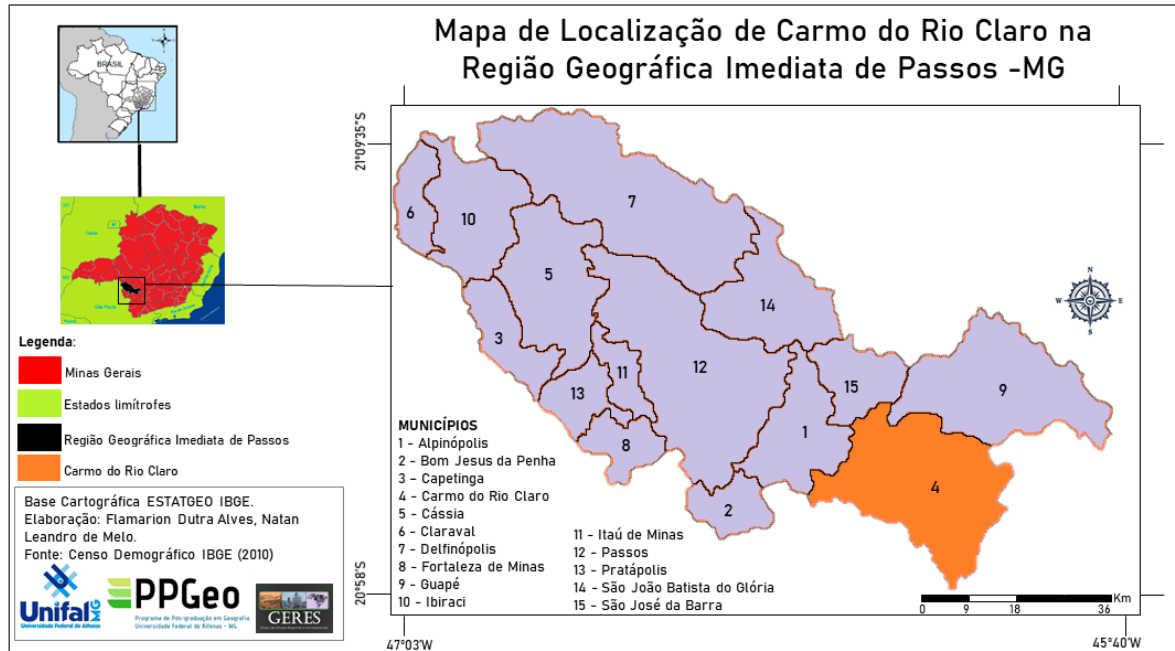 Mapa de Localização de Carmo do Rio Claro na
Região Geográfica Imediata de Passos -MG
BRASIL
Bahia
Goiás
São Paulo
Legenda:
Minas Gerais
Estados limítrofes
Região Geográfica Imediata de Passos
Carmo do Rio Claro
Base Cartográfica ESTATGEO IBGE.
Elaboração: Flamarion Dutra Alves, Natan
Leandro de Melo.
Fonte: Censo Demográfico IBGE (2010)
Unifal MG
Universidade Federal de Alfenas
PPGeo
Programa de Pós-graduação em Geografia
Universidade Federal de Alfenas - MG
GERES
21°09'35"S
20°58'S
47°03'W
45°40'W
6
10
7
5
14
3
11
12
13
15
9
8
1
2
4
N
W
E
S
MUNICÍPIOS
1 - Alpinópolis
2 - Bom Jesus da Penha
3 - Capetinga
4 - Carmo do Rio Claro
5 - Cássia
6 - Claraval
7 - Delfinópolis
8 - Fortaleza de Minas
9 - Guapé
10 - Ibiraci
11 - Itaú de Minas
12 - Passos
13 - Pratápolis
14 - São João Batista do Glória
15 - São José da Barra
0 9 18 36 Km